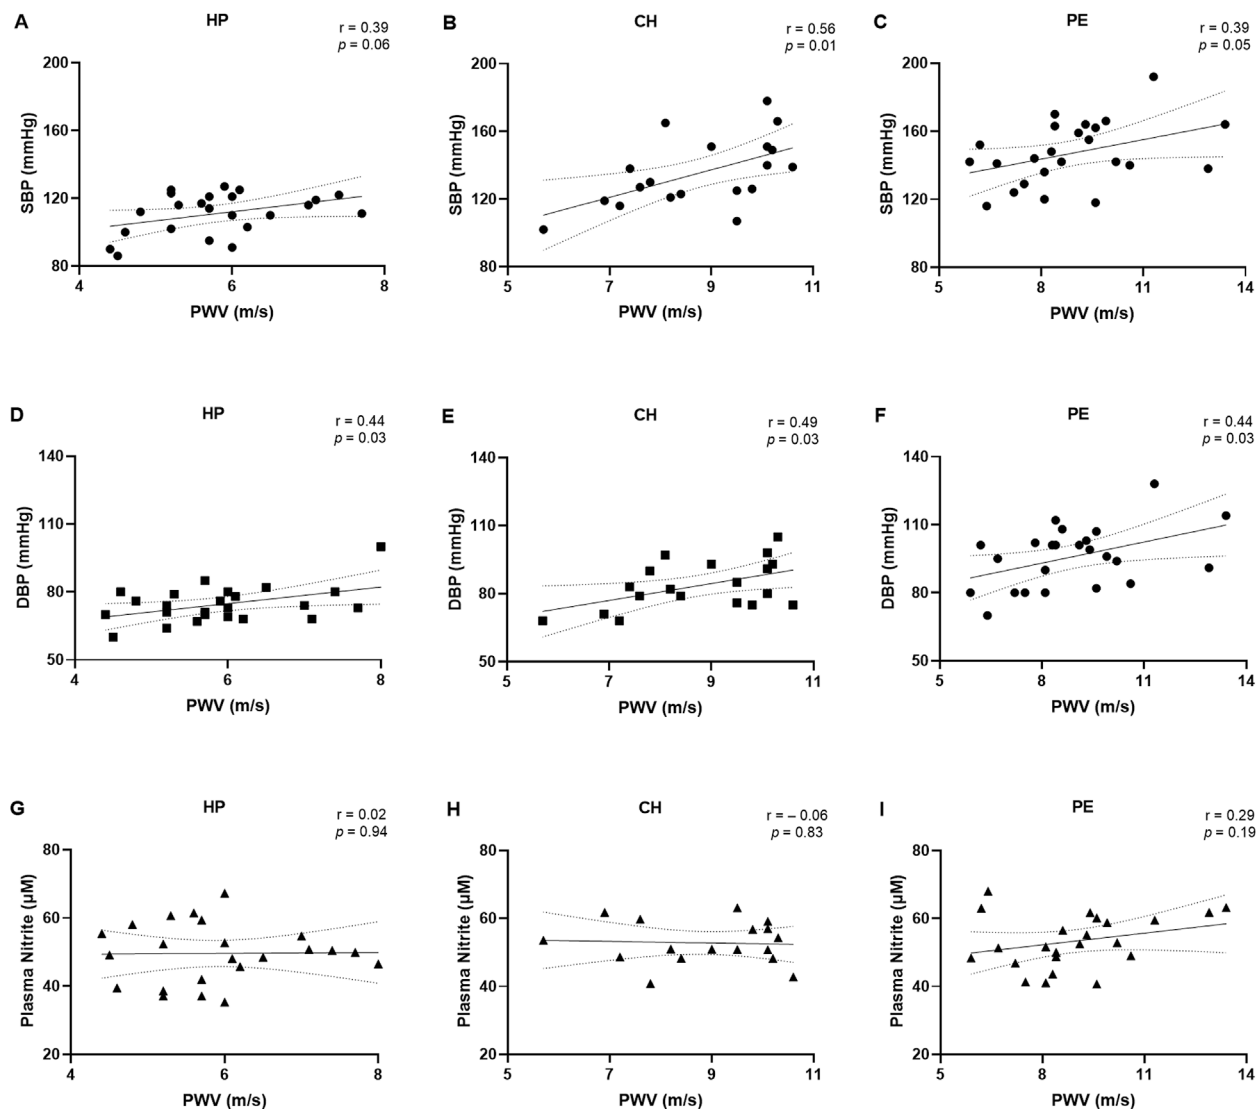 A
HP
r = 0.39
p = 0.06
SBP (mmHg)
200
160
120
80
4
6
8
PWV (m/s)
B
CH
r = 0.56
p = 0.01
SBP (mmHg)
200
160
120
80
5
7
9
11
PWV (m/s)
C
PE
r = 0.39
p = 0.05
SBP (mmHg)
200
160
120
80
5
8
11
14
PWV (m/s)
D
HP
r = 0.44
p = 0.03
DBP (mmHg)
140
110
80
50
4
6
8
PWV (m/s)
E
CH
r = 0.49
p = 0.03
DBP (mmHg)
140
110
80
50
5
7
9
11
PWV (m/s)
F
PE
r = 0.44
p = 0.03
DBP (mmHg)
140
110
80
50
5
8
11
14
PWV (m/s)
G
HP
r = 0.02
p = 0.94
Plasma Nitrite (µM)
80
60
40
20
4
6
8
PWV (m/s)
H
CH
r = – 0.06
p = 0.83
Plasma Nitrite (µM)
80
60
40
20
5
7
9
11
PWV (m/s)
I
PE
r = 0.29
p = 0.19
Plasma Nitrite (µM)
80
60
40
20
5
8
11
14
PWV (m/s)